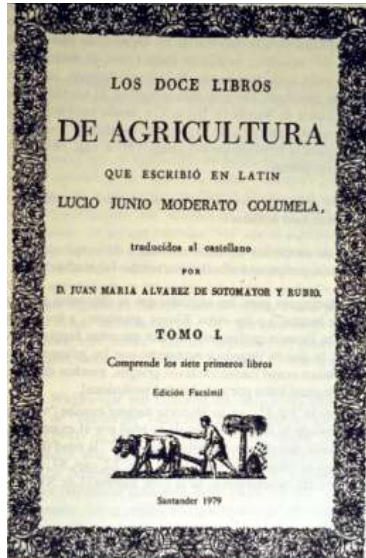 LOS DOCE LIBROS
DE AGRICULTURA
QUE ESCRIBIÓ EN LATIN
LUCIO JUNIO MODERATO COLUMELA,
traducidos al castellano
POR
D. JUAN MARIA ALVAREZ DE SOTOMAYOR Y RUBIO.
TOMO I.
Comprende los siete primeros libros
Edición Facsímil
Santander 1979